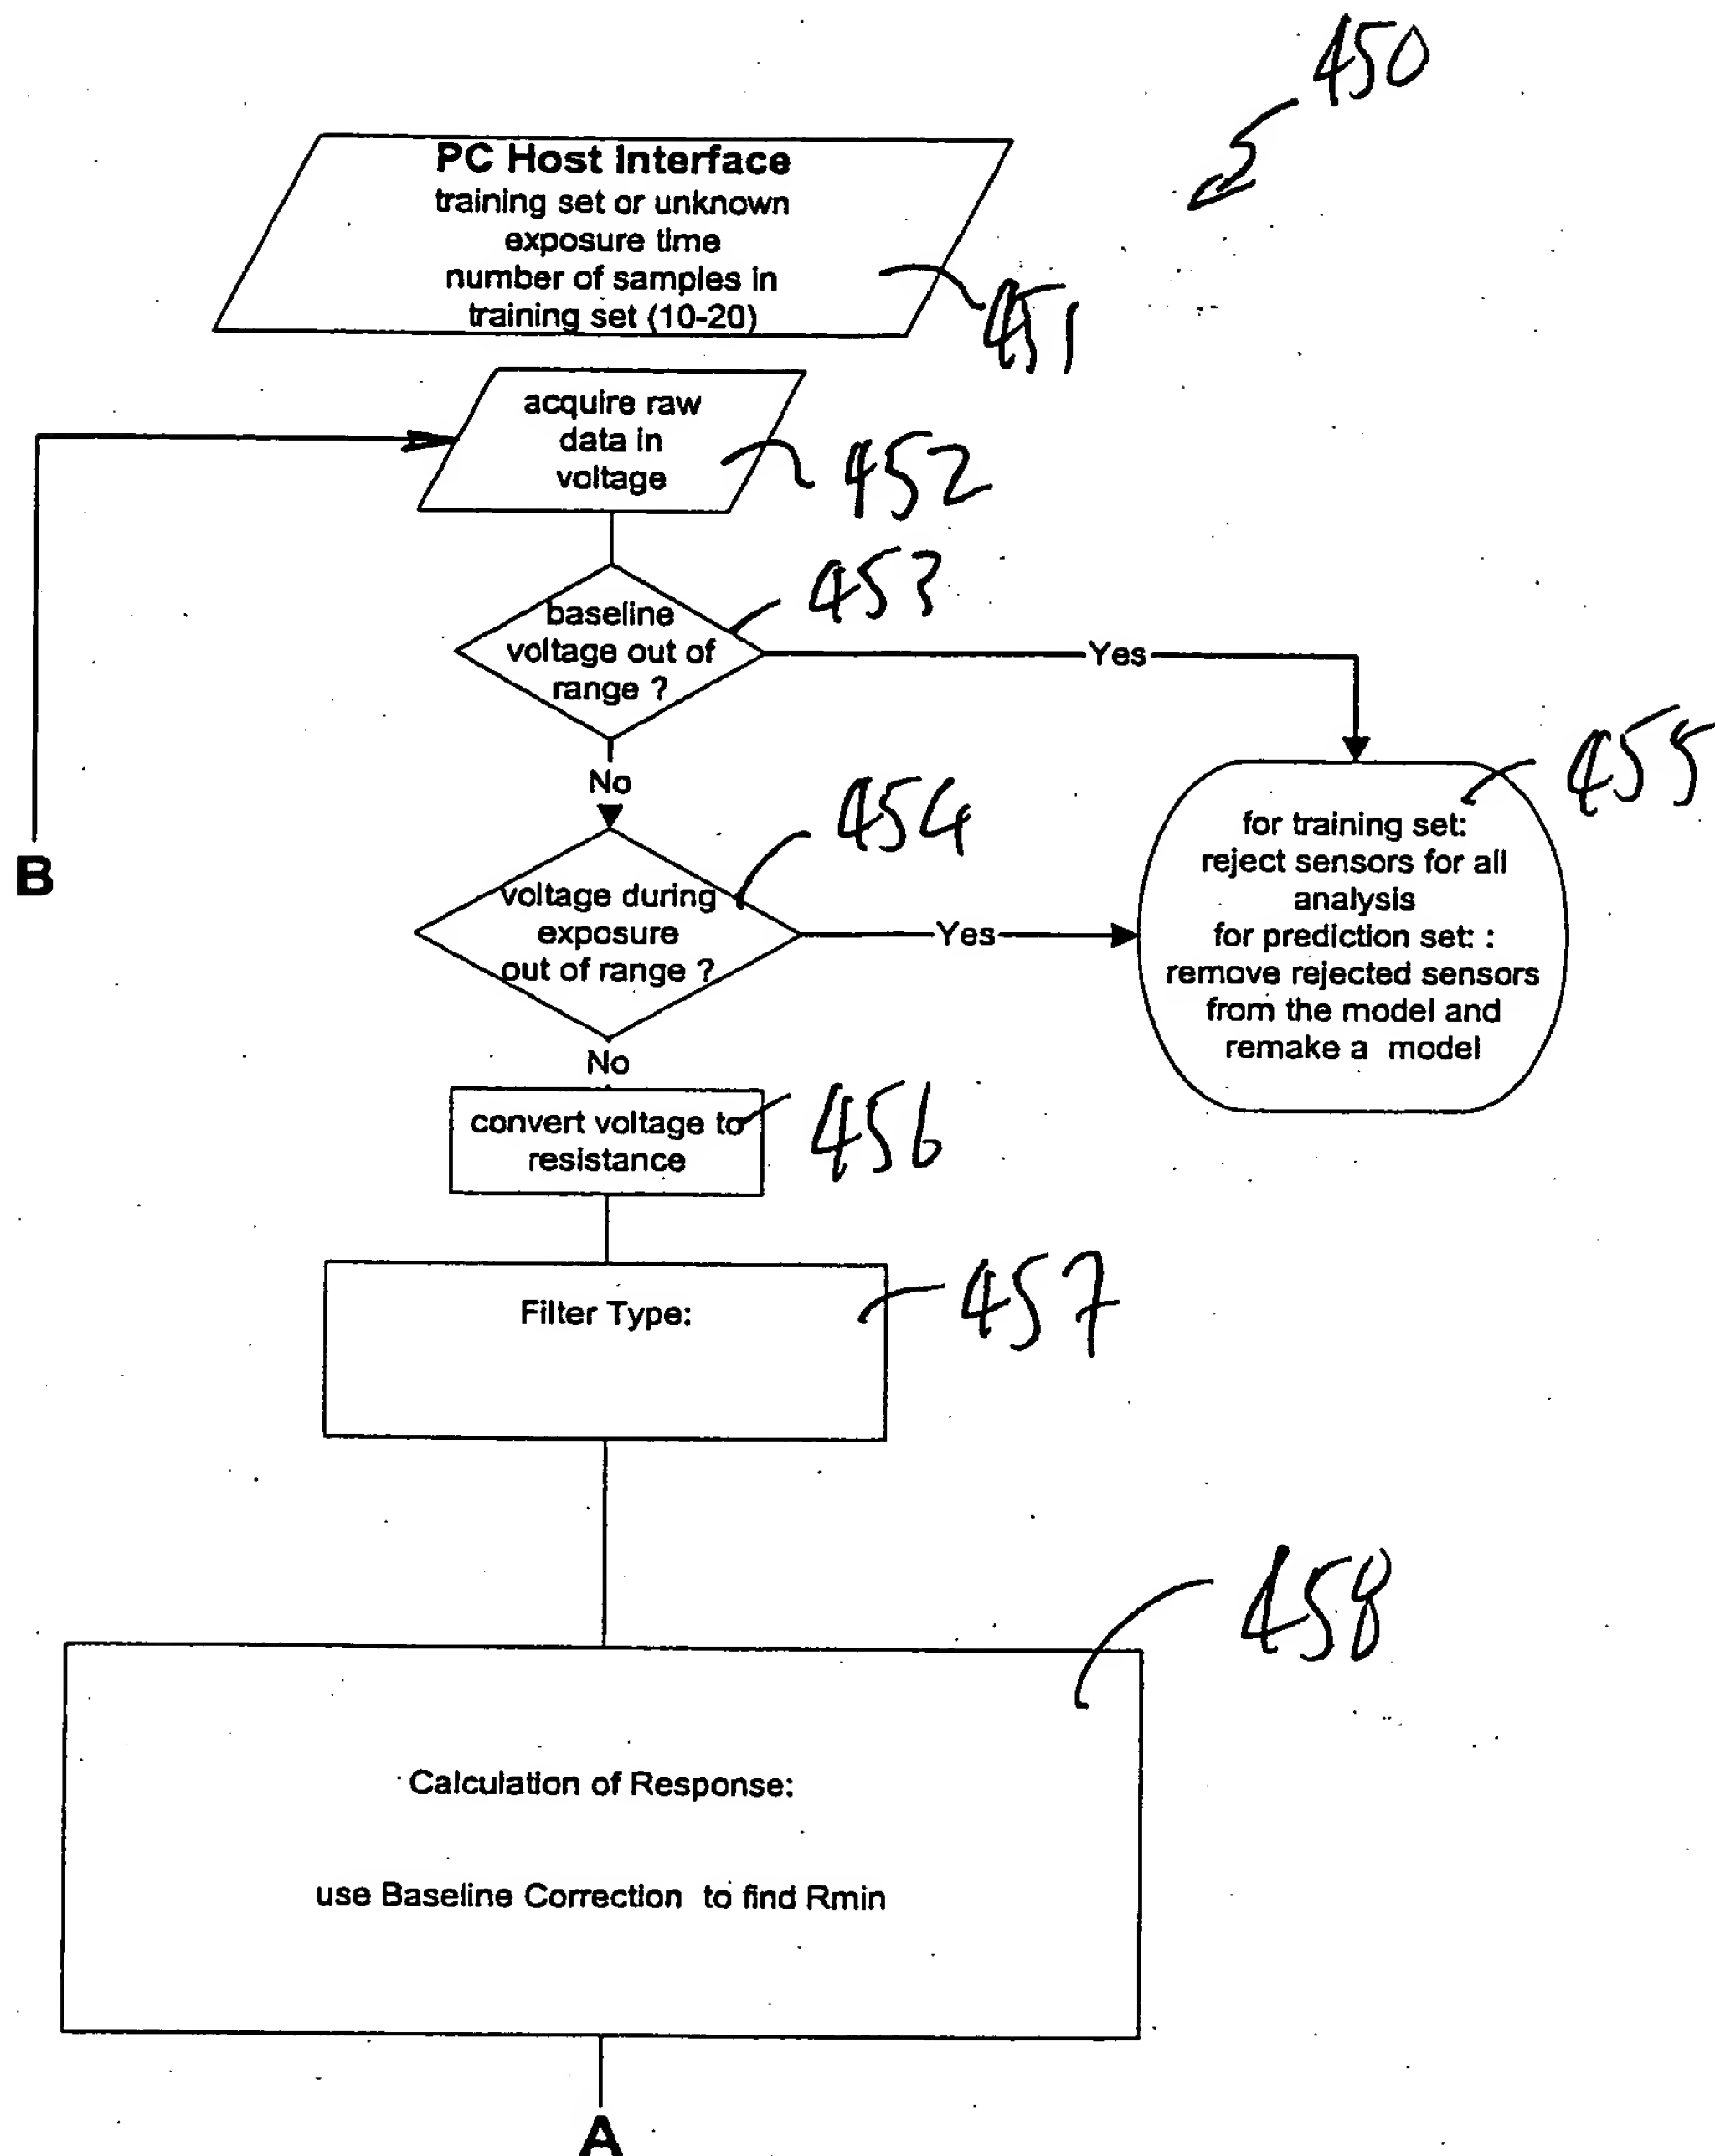 450
PC Host Interface
training set or unknown
exposure time
number of samples in
training set (10-20)
451
acquire raw
data in
voltage
452
baseline
voltage out of
range ?
453
Yes
No
B
voltage during
exposure
out of range ?
454
Yes
for training set:
reject sensors for all
analysis
for prediction set: :
remove rejected sensors
from the model and
remake a model
455
No
convert voltage to
resistance
456
Filter Type:
457
458
Calculation of Response:
use Baseline Correction to find Rmin
A